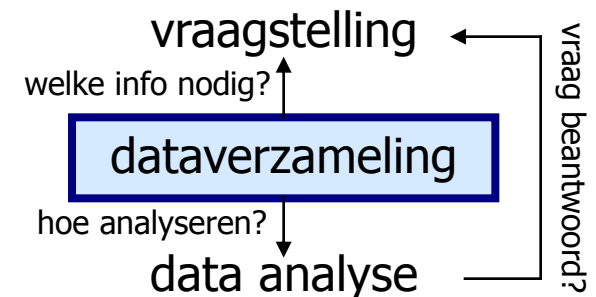 vraagstelling
welke info nodig?
dataverzameling
hoe analyseren?
data analyse
vraag beantwoord?